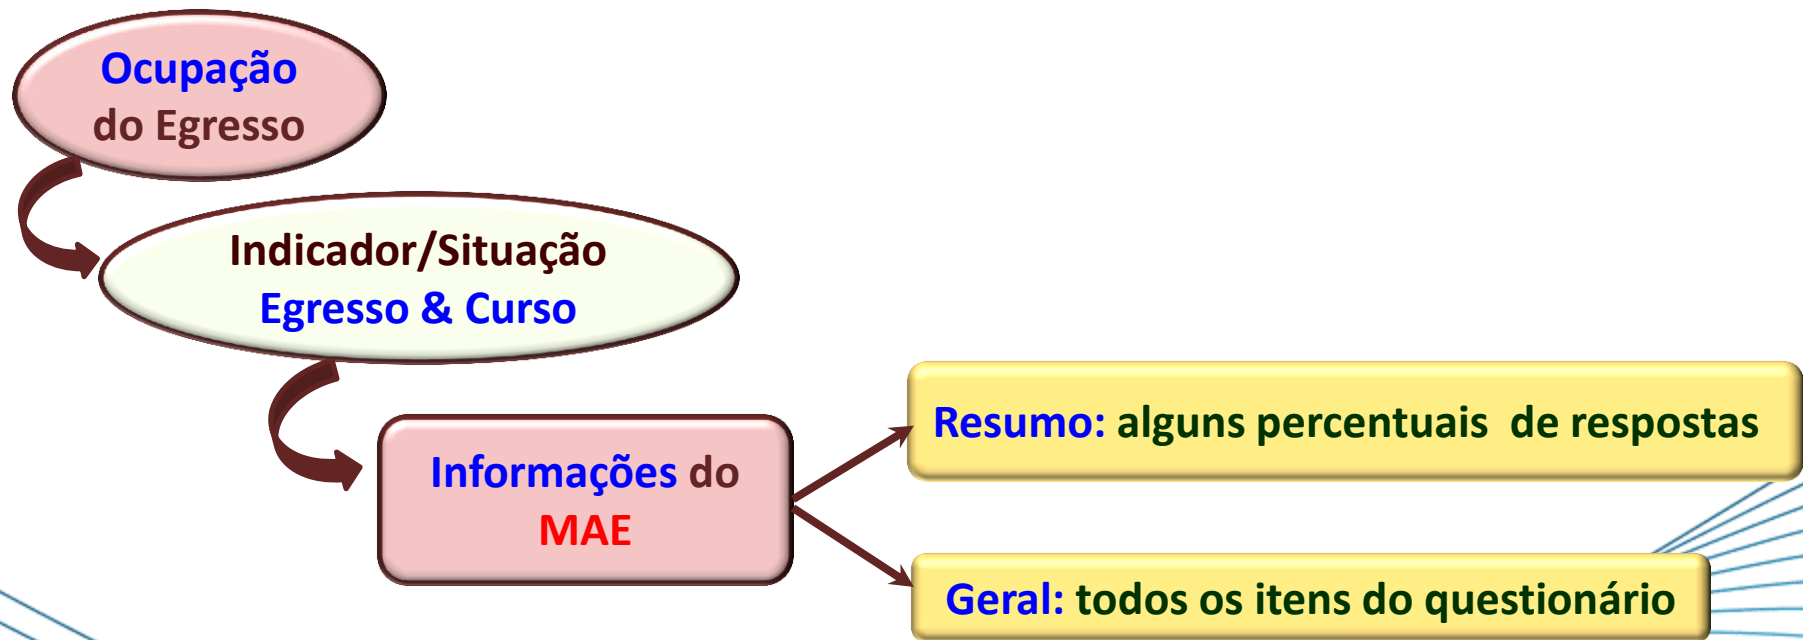 Ocupação
do Egresso
Indicador/Situação
Egresso & Curso
Informações do
MAE
Resumo: alguns percentuais de respostas
Geral: todos os itens do questionário